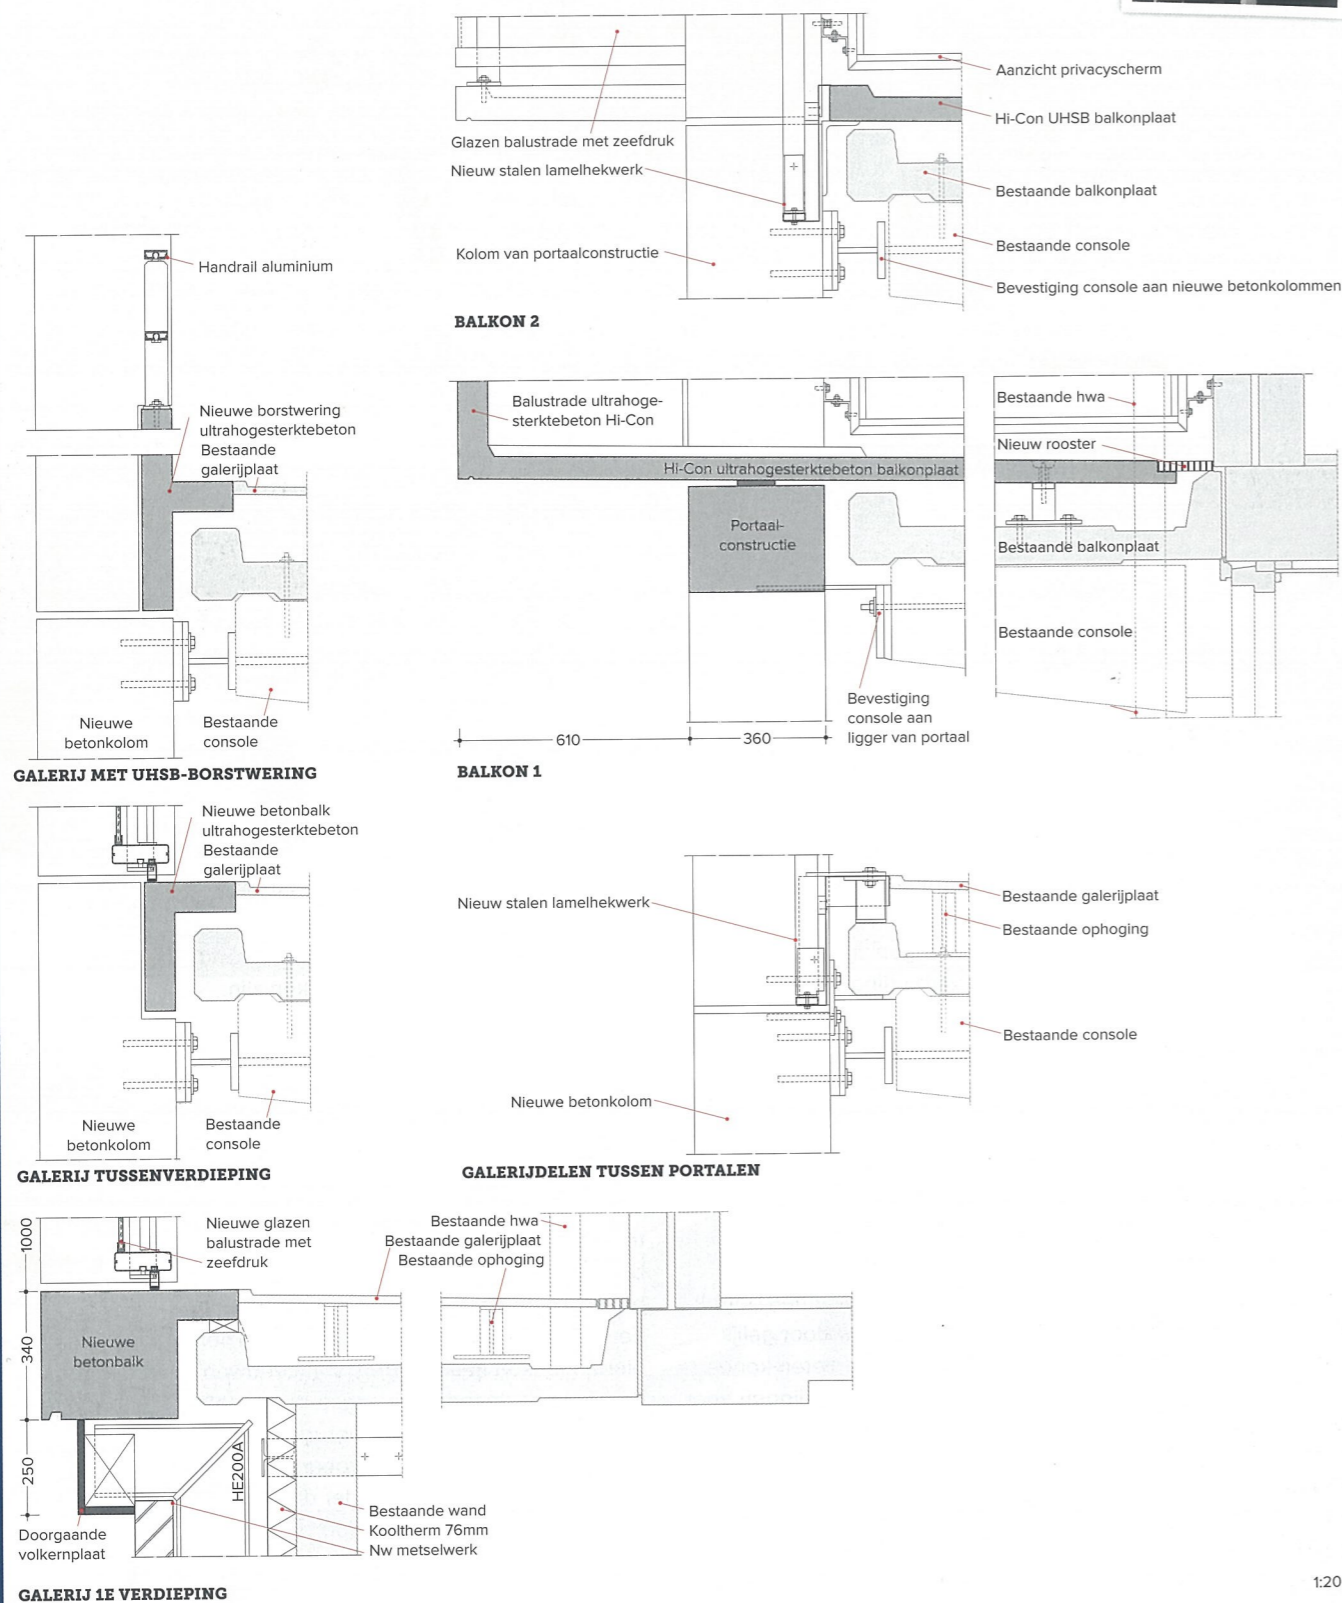 Aanzicht privacyscherm
Hi-Con UHSB balkonplaat
Glazen balustrade met zeefdruk
Nieuw stalen lamelhekwerk
Bestaande balkonplaat
Kolom van portaalconstructie
Bestaande console
Bevestiging console aan nieuwe betonkolommen
BALKON 2
Handrail aluminium
Nieuwe borstwering
ultrahogesterktebeton
Bestaande
galerijplaat
Nieuwe
betonkolom
Bestaande
console
GALERIJ MET UHSB-BORSTWERING
Balustrade ultrahoge-
sterktebeton Hi-Con
Hi-Con ultrahogesterktebeton balkonplaat
Portaal-
constructie
Bestaande hwa
Nieuw rooster
Bestaande balkonplaat
Bestaande console
Bevestiging
console aan
ligger van portaal
610
360
BALKON 1
Nieuwe betonbalk
ultrahogesterktebeton
Bestaande
galerijplaat
Nieuwe
betonkolom
Bestaande
console
GALERIJ TUSSENVERDIEPING
Nieuw stalen lamelhekwerk
Bestaande galerijplaat
Bestaande ophoging
Bestaande console
Nieuwe betonkolom
GALERIJDELEN TUSSEN PORTALEN
1000
340
250
Nieuwe glazen
balustrade met
zeefdruk
Bestaande hwa
Bestaande galerijplaat
Bestaande ophoging
Nieuwe
betonbalk
HE200A
Doorgaande
volkernplaat
Bestaande wand
Kooltherm 76mm
Nw metselwerk
GALERIJ 1E VERDIEPING
1:20